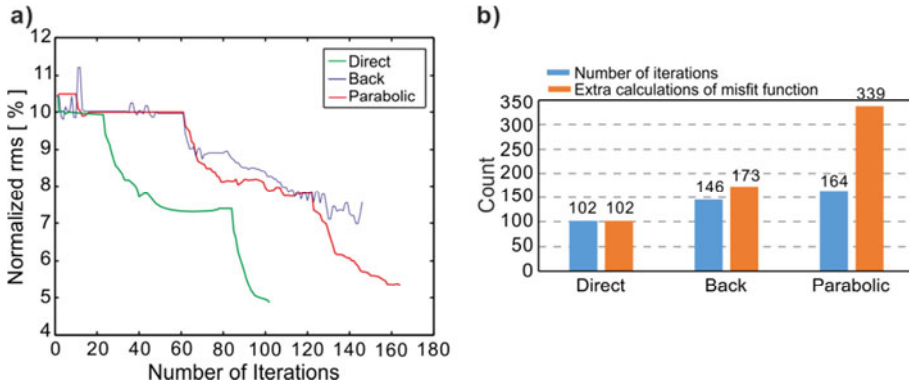 a)
12
11
10
9
8
7
6
5
4
Normalized rms [ % ]
0 20 40 60 80 100 120 140 160 180
Number of Iterations
Direct
Back
Parabolic
b)
Number of iterations
Extra calculations of misfit function
350
300
250
200
150
100
50
0
Count
102 102
146 173
164 339
Direct Back Parabolic